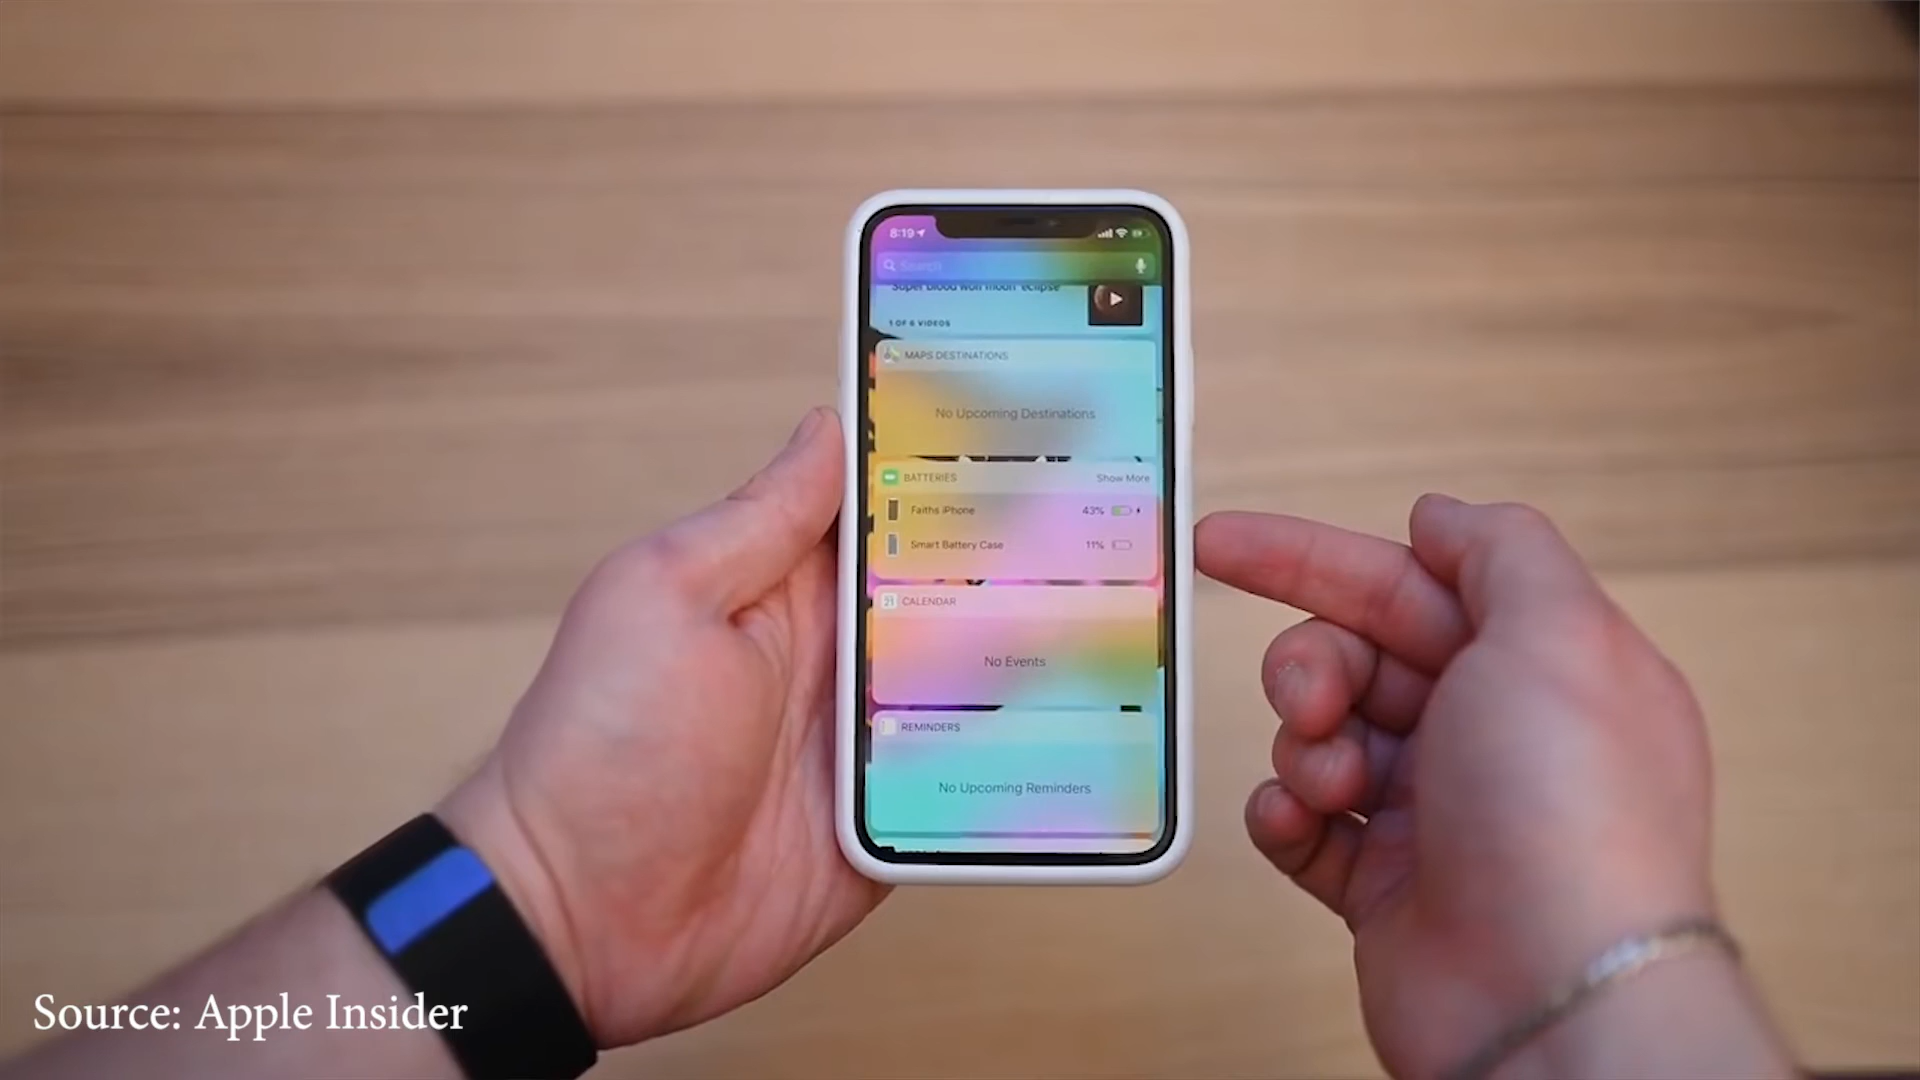 8:19
Search
Super blood wolf moon' eclipse
1 OF 6 VIDEOS
MAPS DESTINATIONS
No Upcoming Destinations
BATTERIES Show More
Faiths iPhone 43%
Smart Battery Case 11%
21 CALENDAR
No Events
REMINDERS
No Upcoming Reminders
Source: Apple Insider